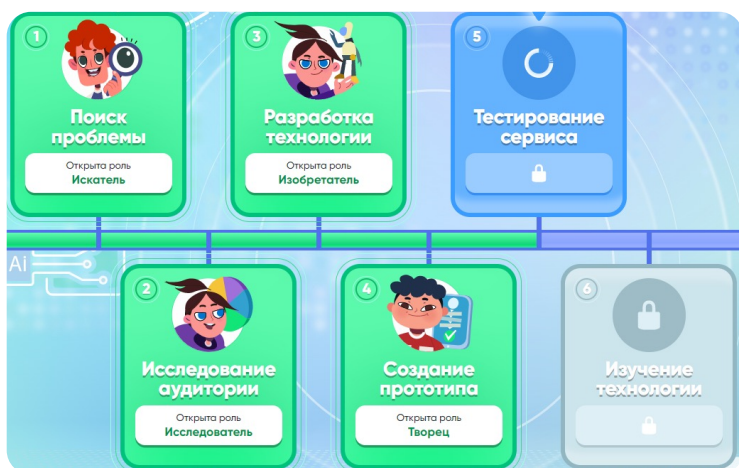 1
Поиск
проблемы
Открыта роль
Искатель
3
Разработка
технологии
Открыта роль
Изобретатель
5
Тестирование
сервиса
Ai
2
Исследование
аудитории
Открыта роль
Исследователь
4
Создание
прототипа
Открыта роль
Творец
6
Изучение
технологии